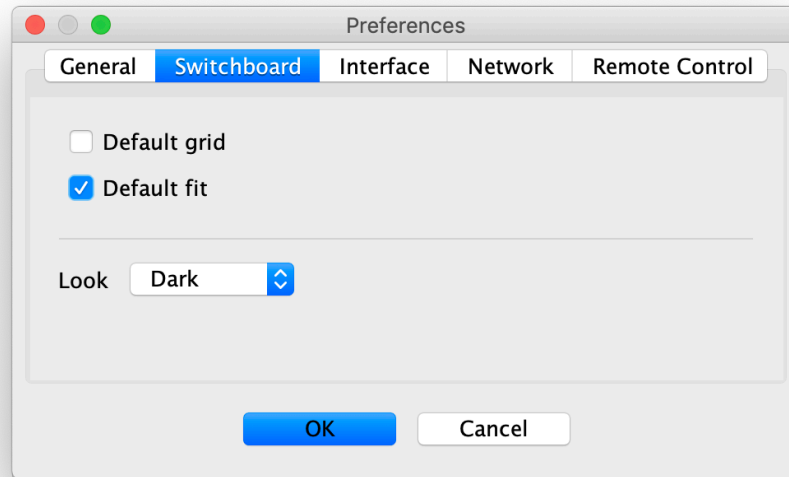 Preferences
General Switchboard Interface Network Remote Control
Default grid
Default fit
Look Dark
OK Cancel